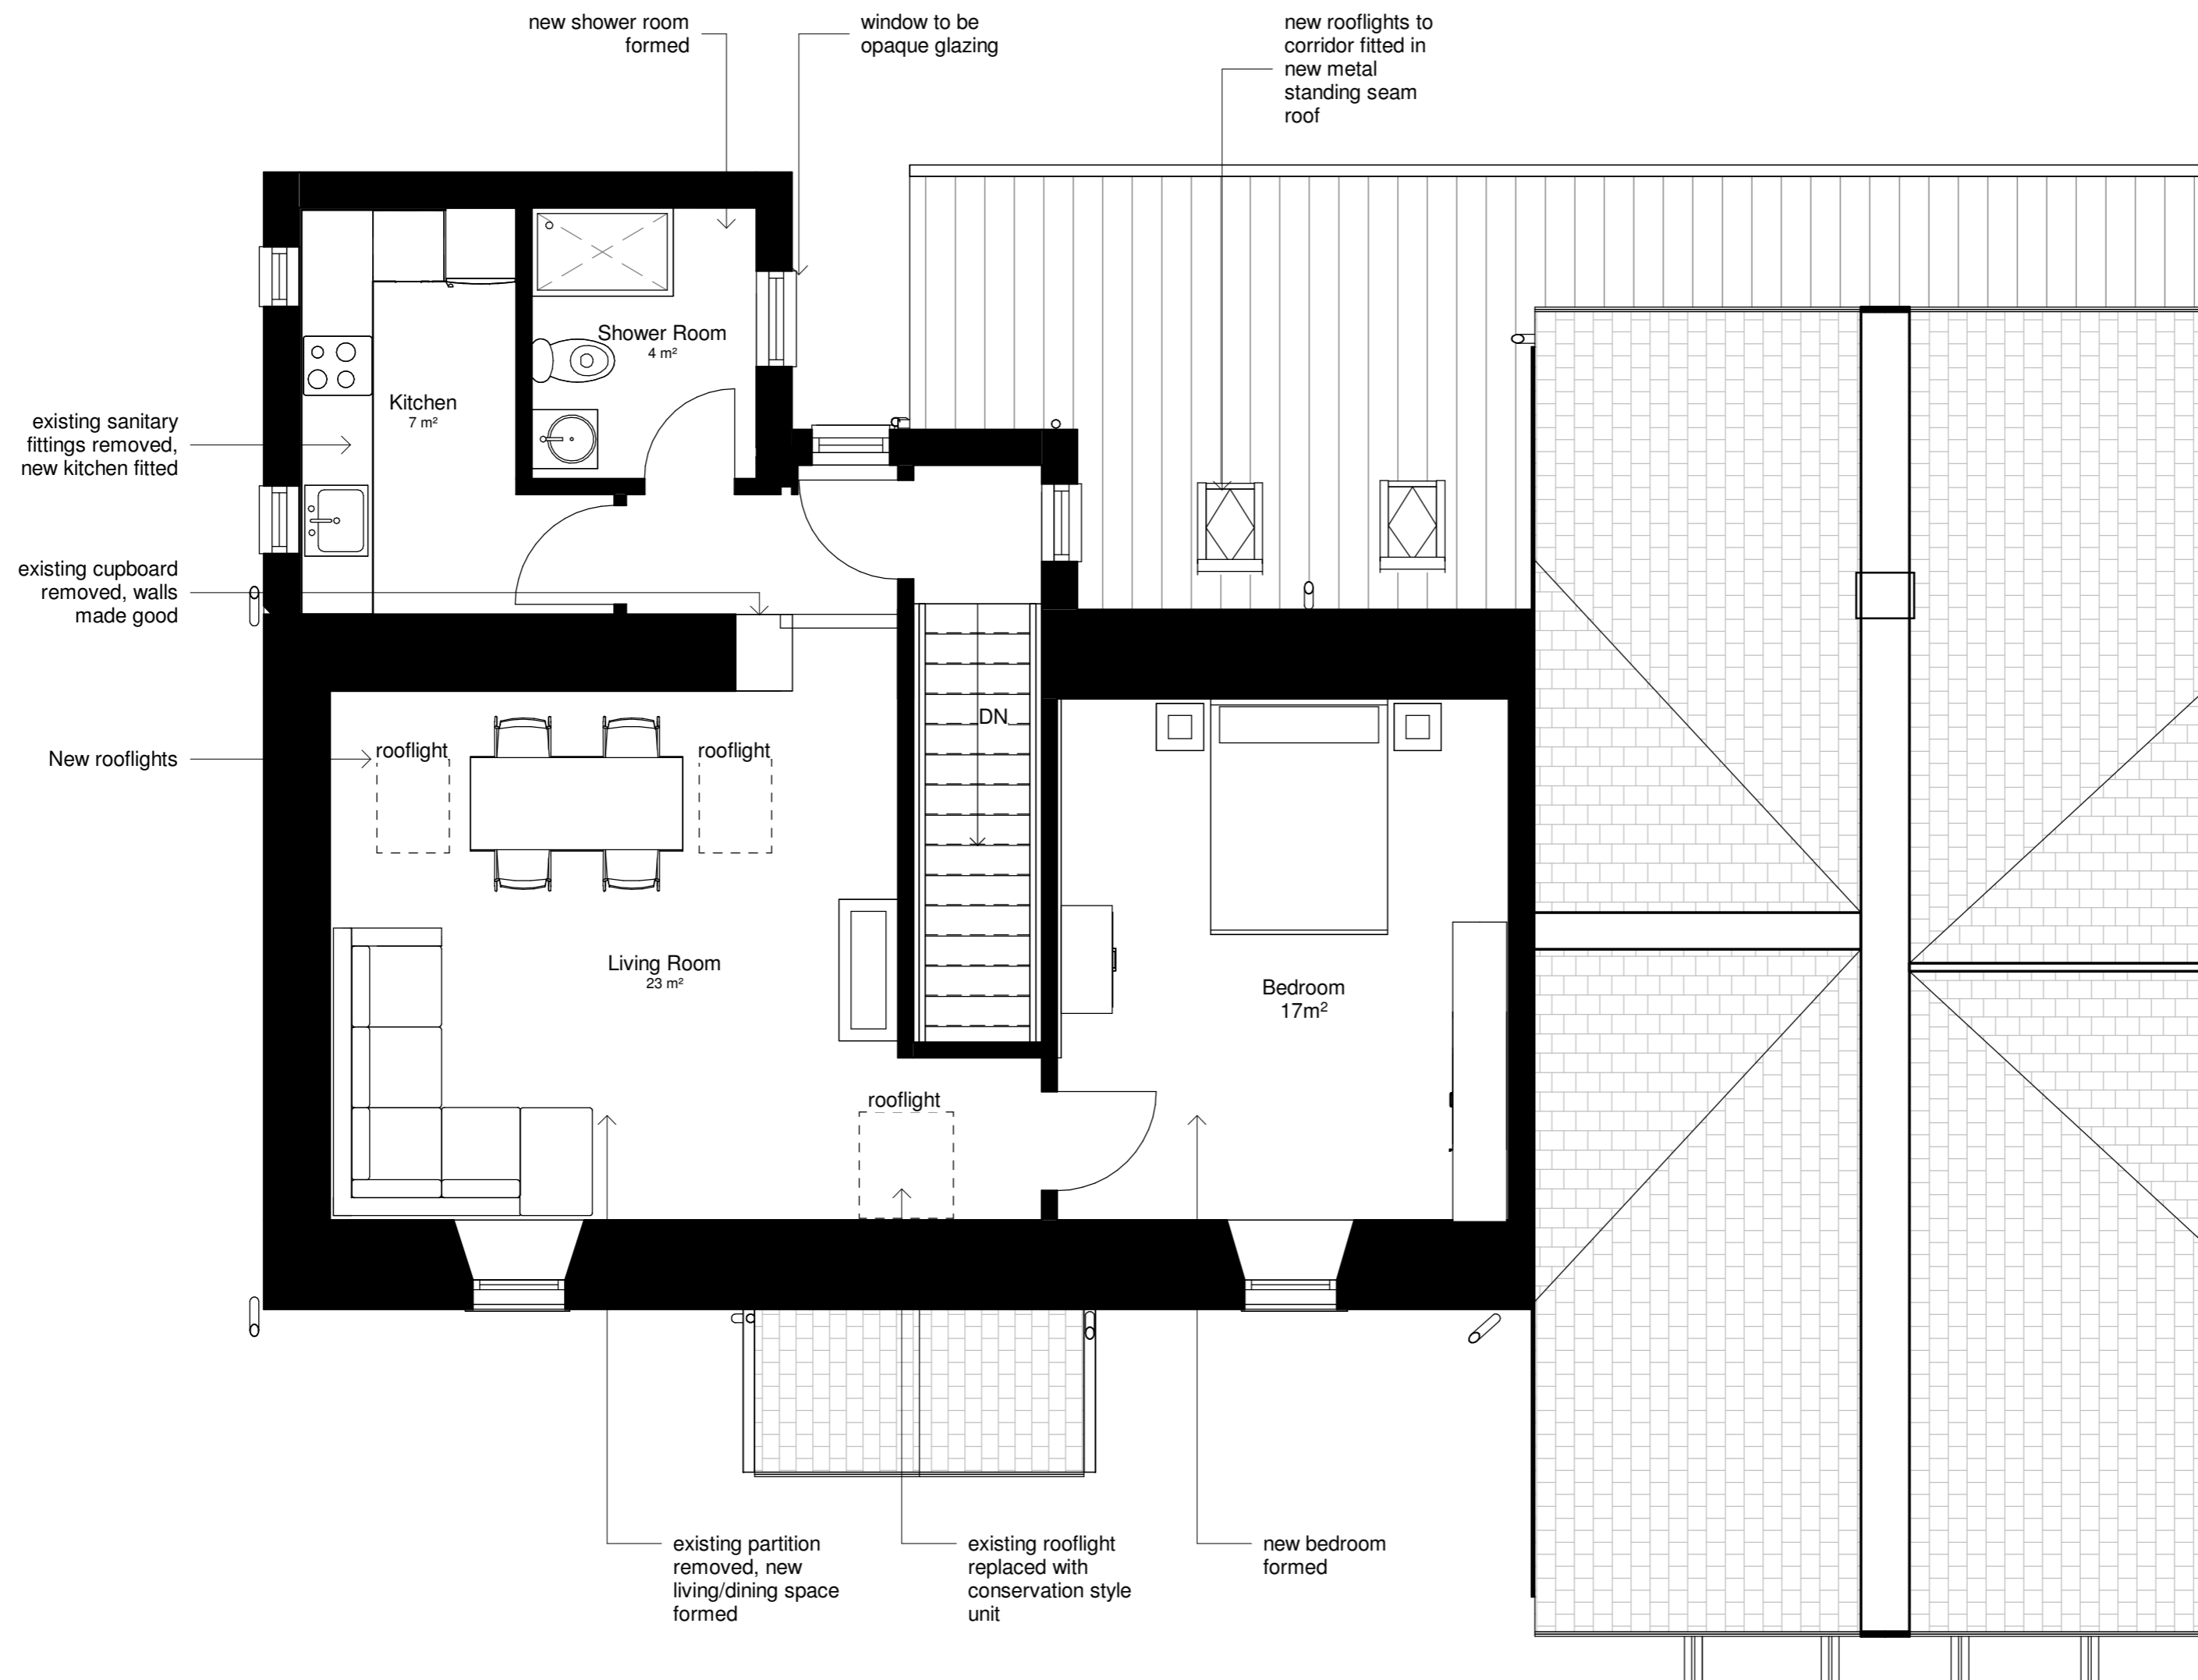 new shower room
formed
window to be
opaque glazing
new rooflights to
corridor fitted in
new metal
standing seam
roof
Shower Room
4 m²
Kitchen
7 m²
existing sanitary
fittings removed,
new kitchen fitted
existing cupboard
removed, walls
made good
DN
New rooflights
rooflight
rooflight
Living Room
23 m²
Bedroom
17m²
rooflight
existing partition
removed, new
living/dining space
formed
existing rooflight
replaced with
conservation style
unit
new bedroom
formed